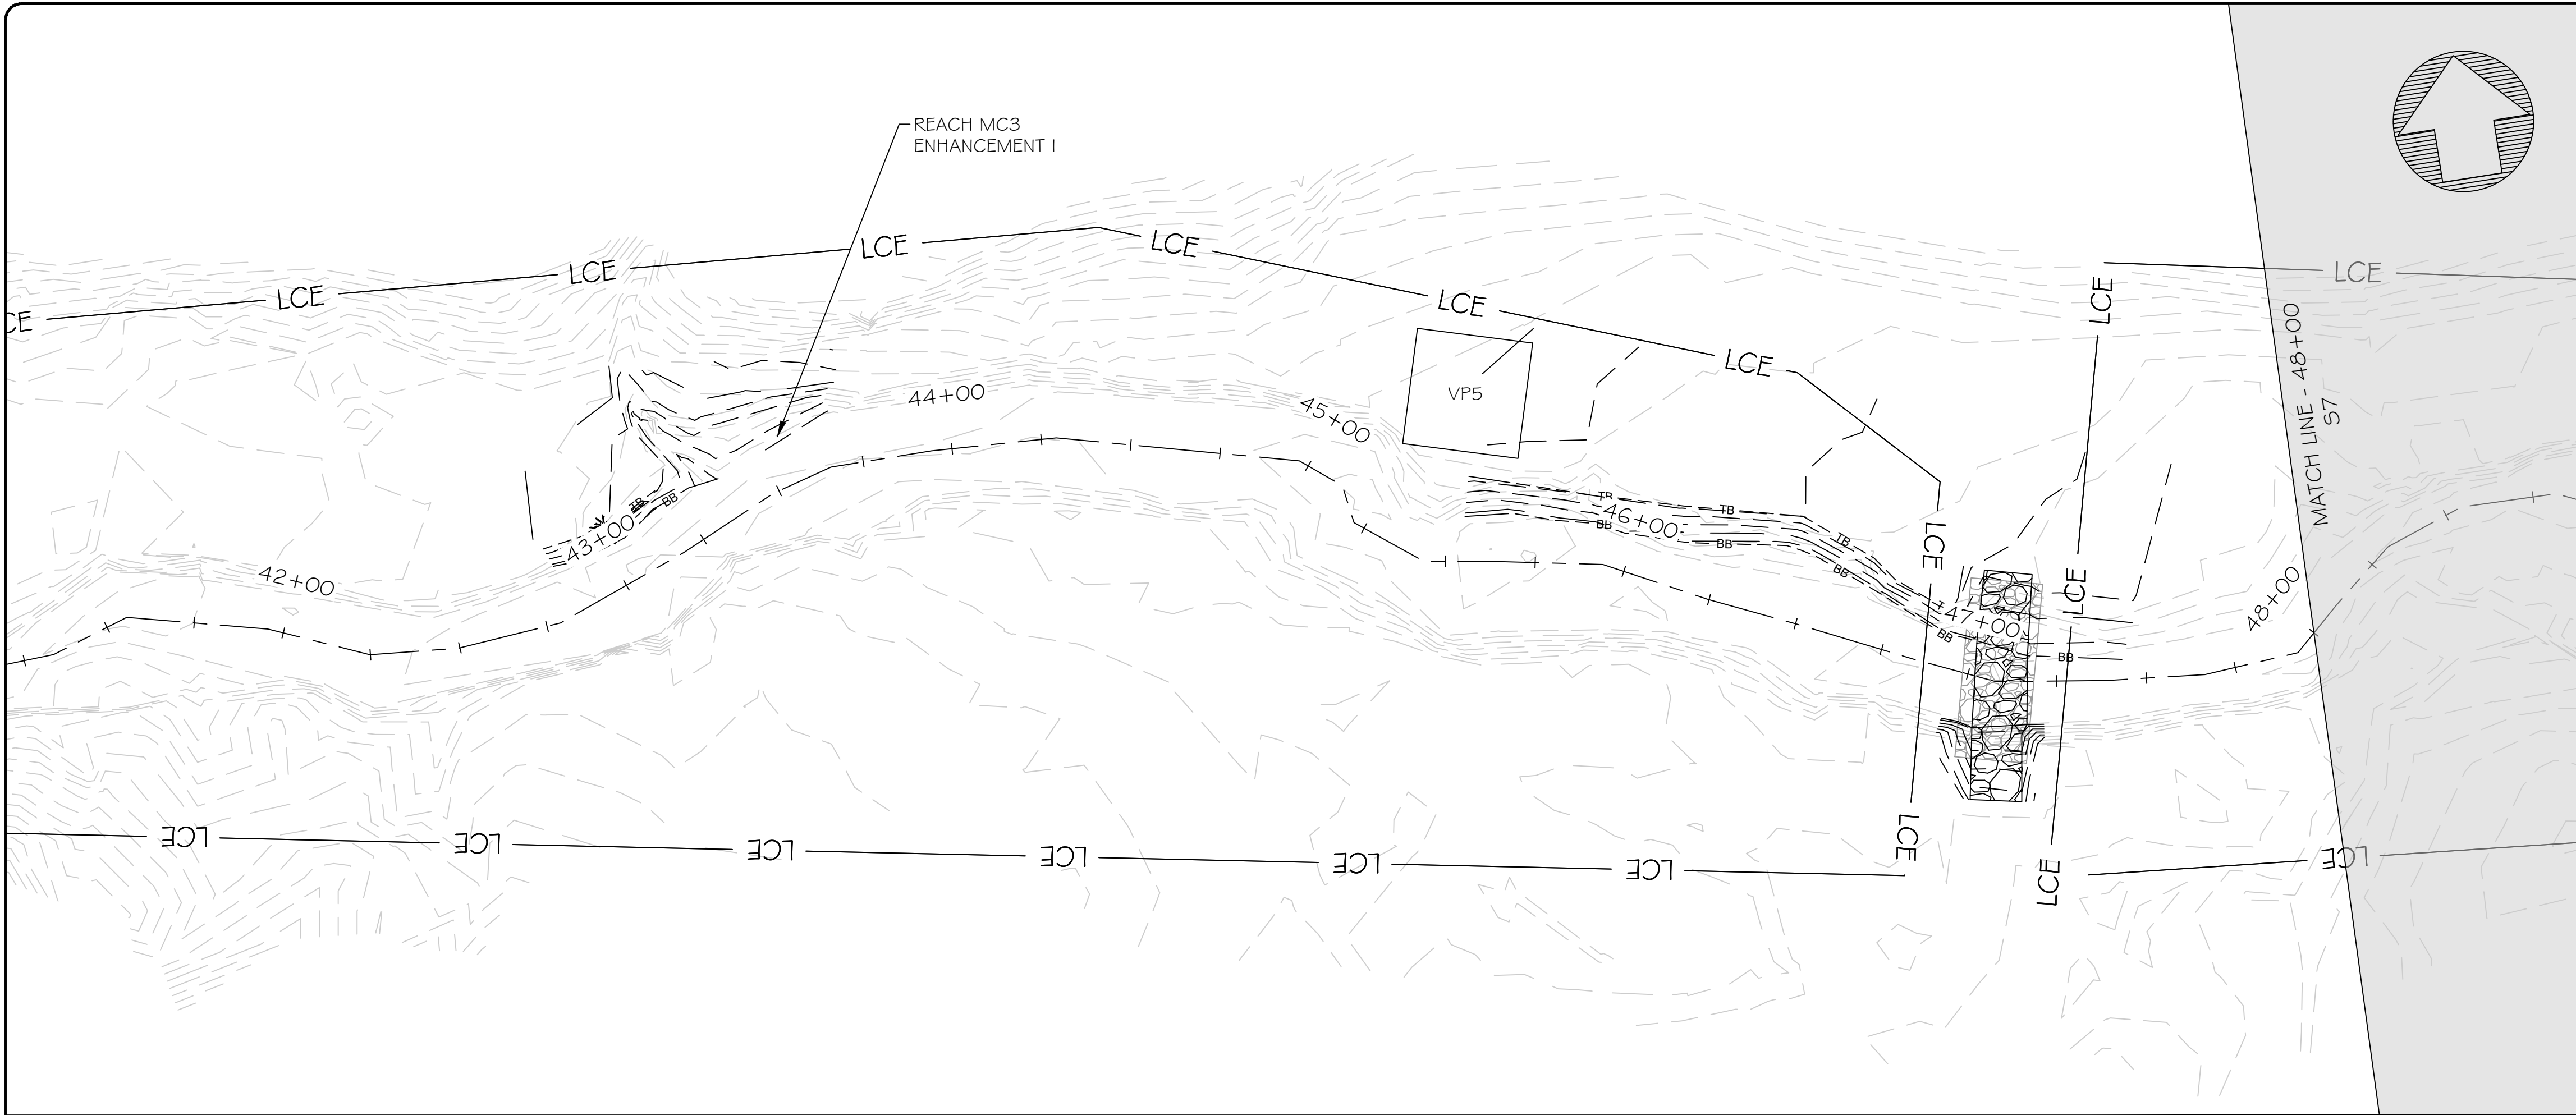 REACH MC3
ENHANCEMENT I
LCE
LCE
LCE
LCE
LCE
LCE
CE
LCE
LCE
MATCH LINE - 48+00
S7
VP5
44+00
45+00
46+00
TB
TB
TB
BB
BB
BB
TB
BB
43+00
42+00
LCE
LCE
47+00
BB
BB
48+00
LCE
LCE
LCE
LCE
LCE
LCE
LCE
LCE
LCE